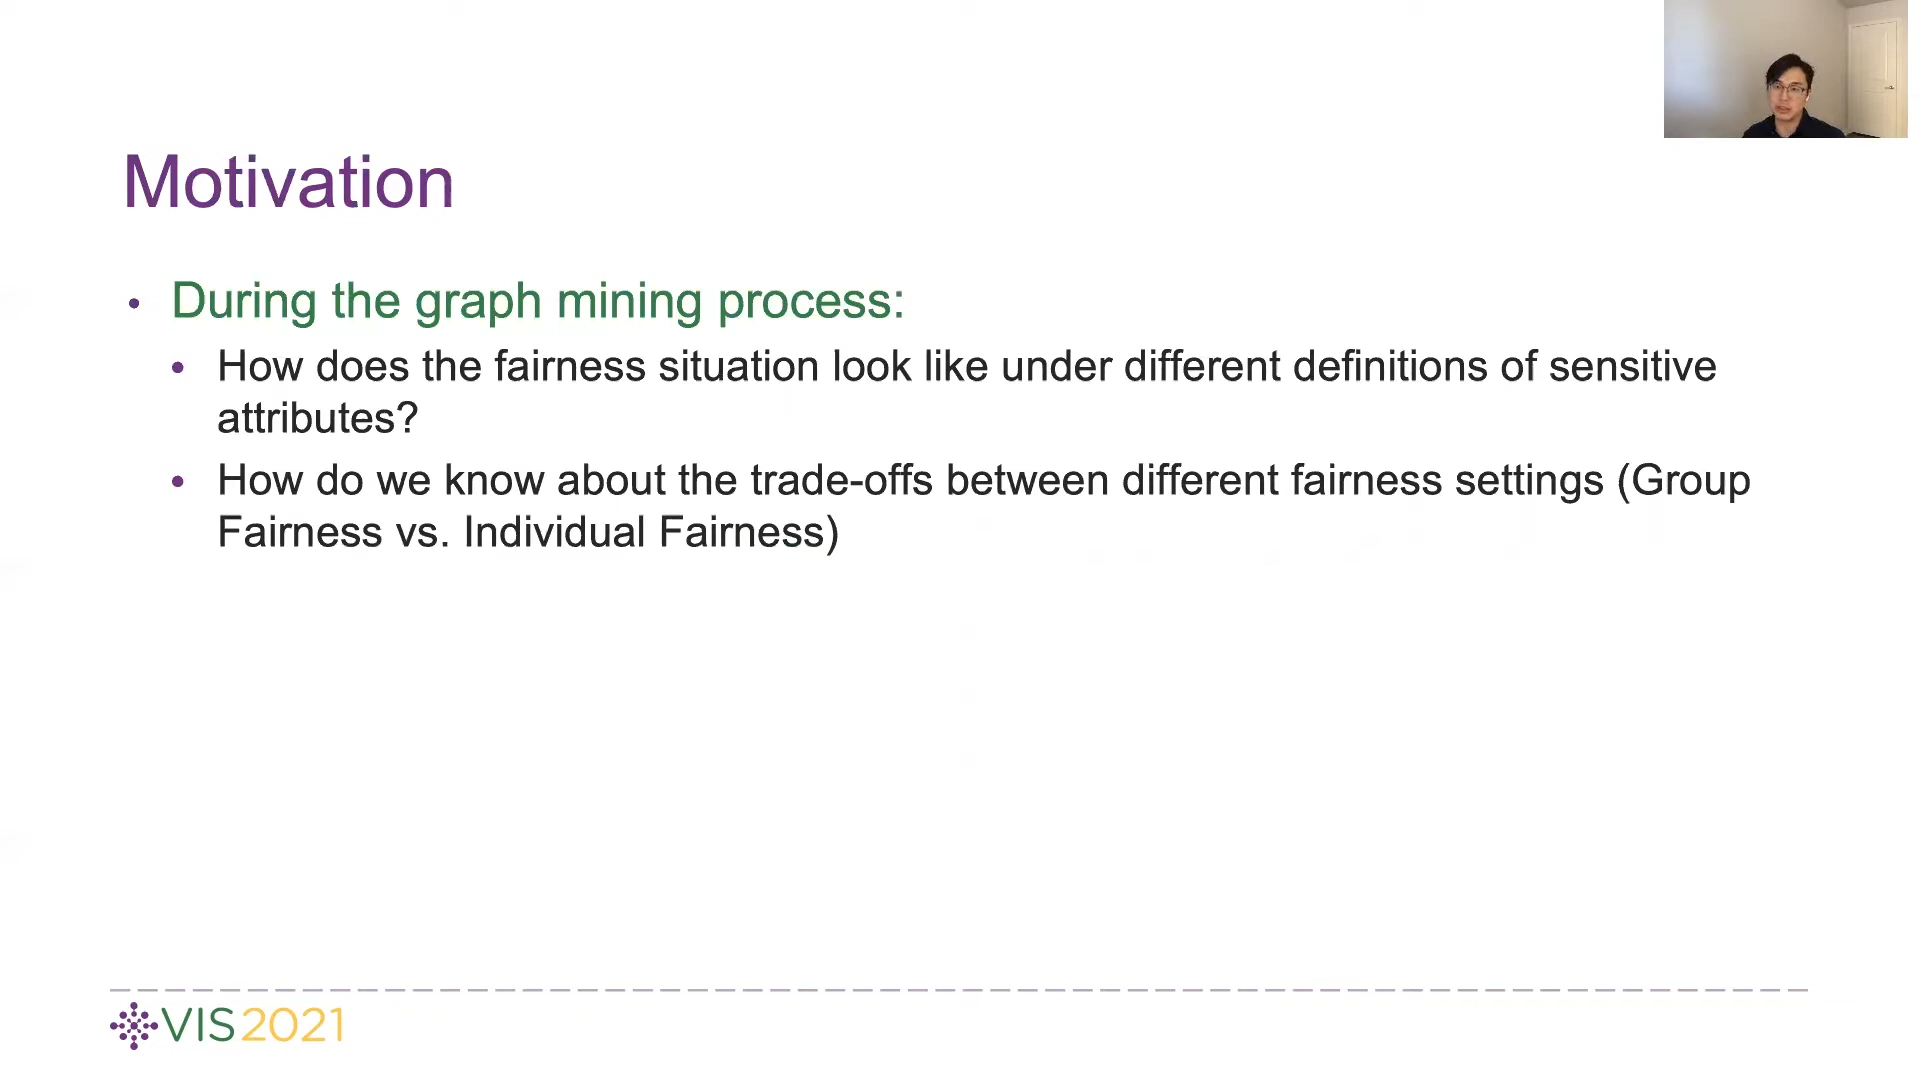 Motivation
• During the graph mining process:
• How does the fairness situation look like under different definitions of sensitive
attributes?
• How do we know about the trade-offs between different fairness settings (Group
Fairness vs. Individual Fairness)
VIS2021